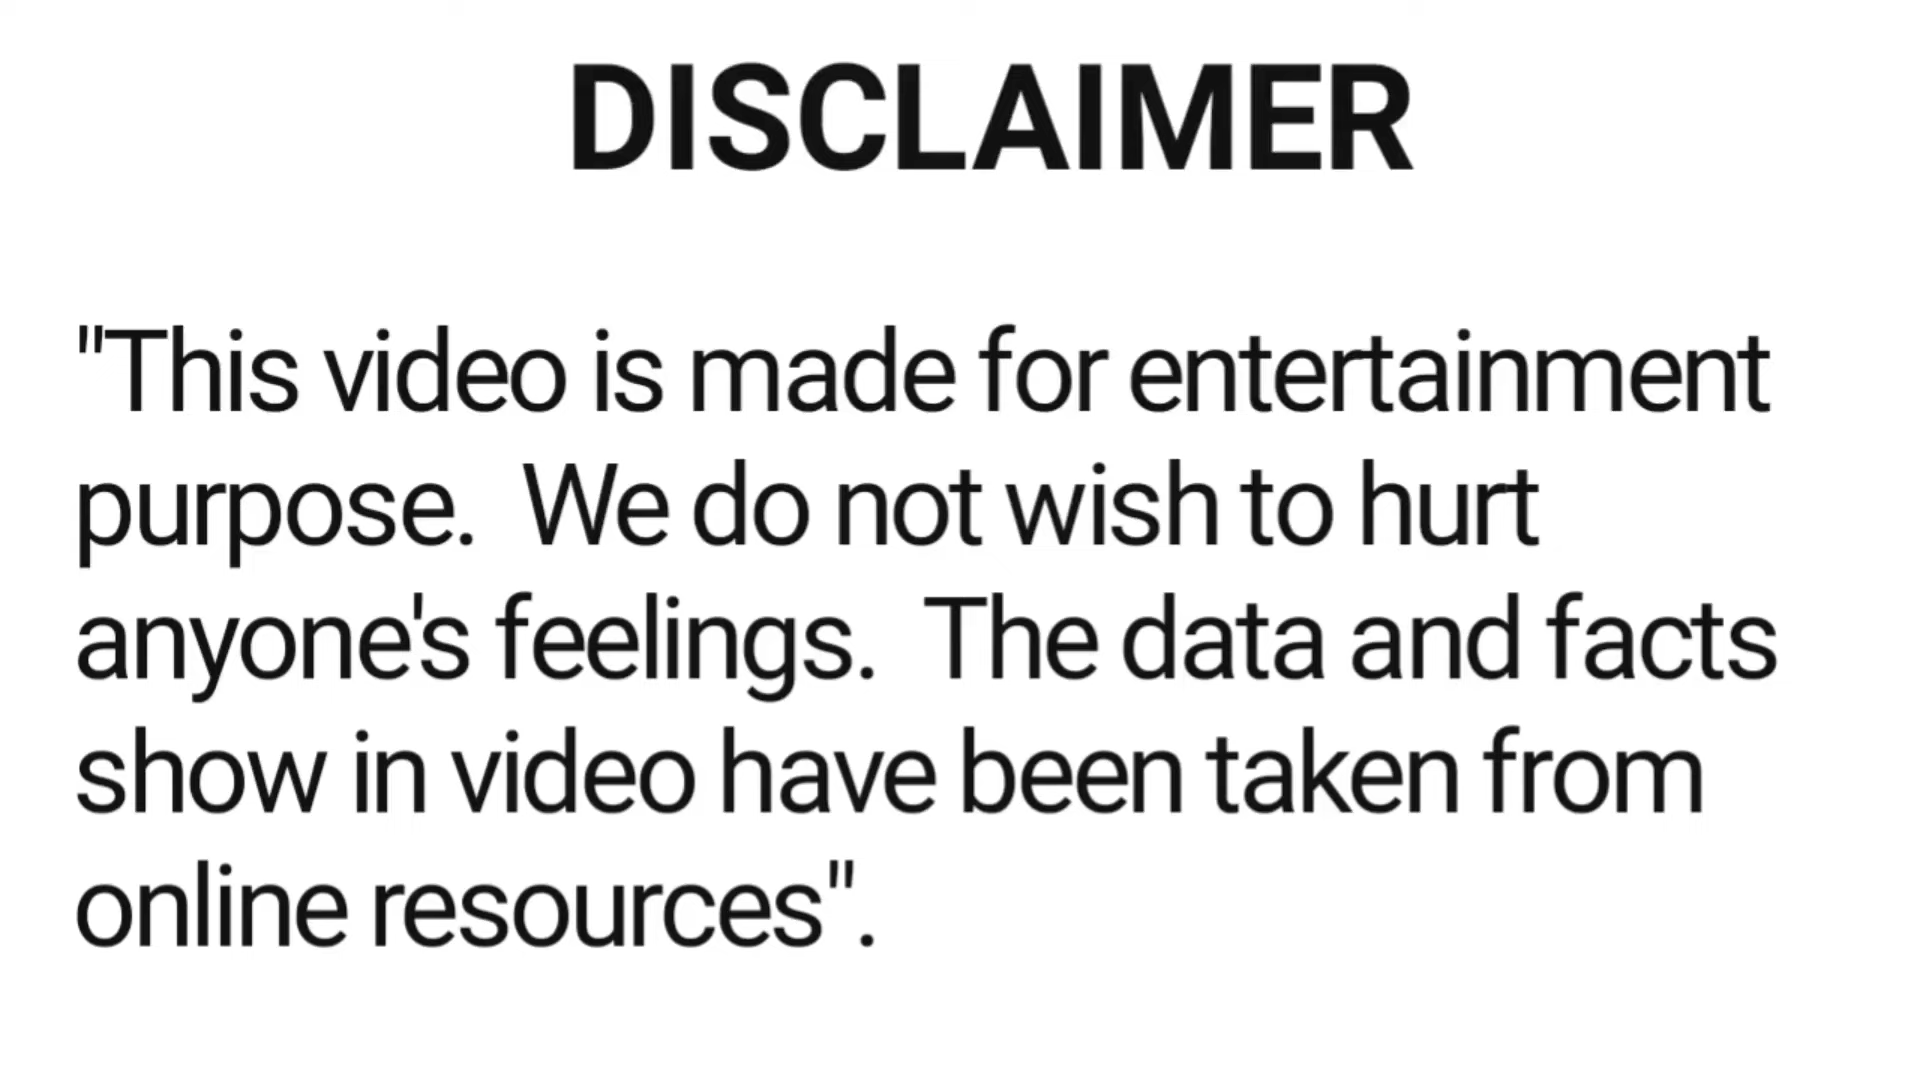 DISCLAIMER
"This video is made for entertainment
purpose.  We do not wish to hurt
anyone's feelings.  The data and facts
show in video have been taken from
online resources".